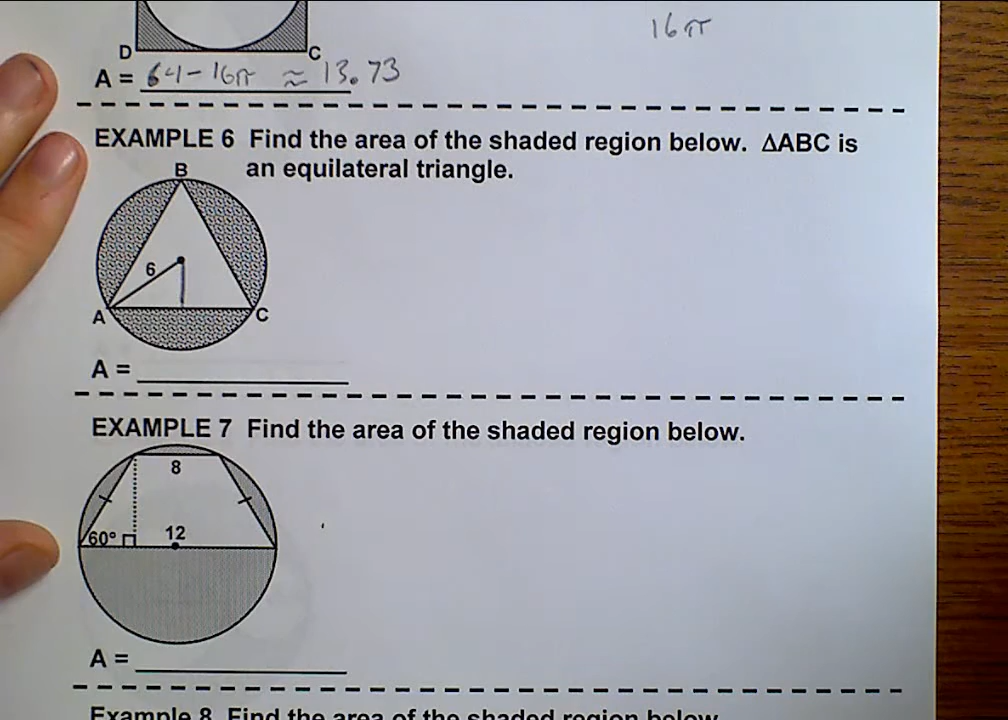 16π
D C
A = 64-16π ≈ 13.73
EXAMPLE 6 Find the area of the shaded region below. ΔABC is
an equilateral triangle.
B
6
A C
A =
EXAMPLE 7 Find the area of the shaded region below.
8
60° 12
A =
Example 8 Find the area of the shaded region below.